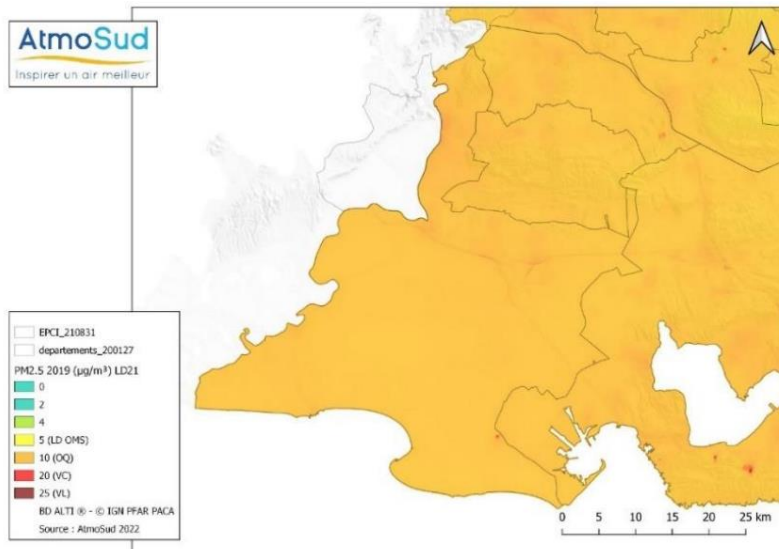 AtmoSud
Inspirer un air meilleur
EPCI_210831
departements_200127
PM2.5 2019 (µg/m³) LD21
0
2
4
5 (LD OMS)
10 (OQ)
20 (VC)
25 (VL)
BD ALTI ® - © IGN PFAR PACA
Source : AtmoSud 2022
0 5 10 15 20 25 km